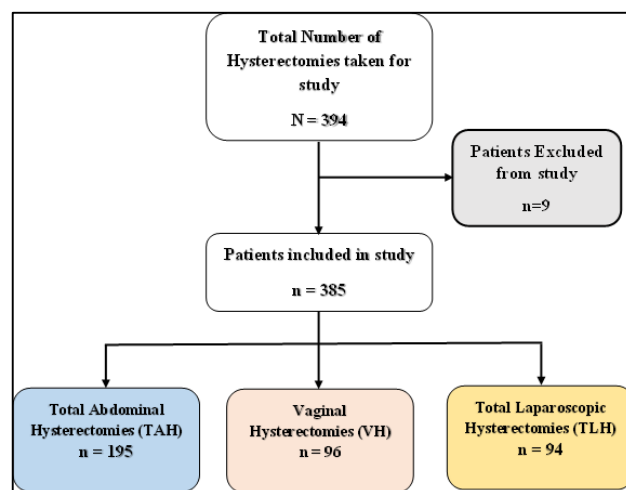 Total Number of
Hysterectomies taken for
study
N = 394
Patients Excluded
from study
n=9
Patients included in study
n = 385
Total Abdominal
Hysterectomies (TAH)
n = 195
Vaginal
Hysterectomies (VH)
n = 96
Total Laparoscopic
Hysterectomies (TLH)
n = 94